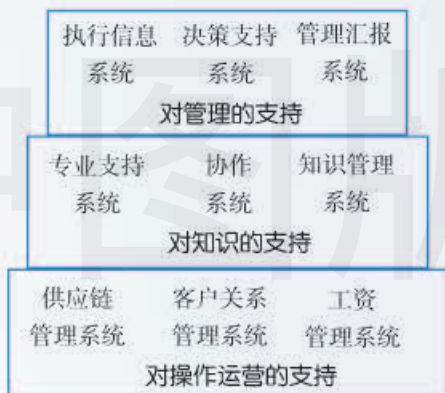 执行信息 决策支持 管理汇报
系统 系统 系统
对管理的支持
专业支持 协作 知识管理
系统 系统 系统
对知识的支持
供应链 客户关系 工资
管理系统 管理系统 管理系统
对操作运营的支持